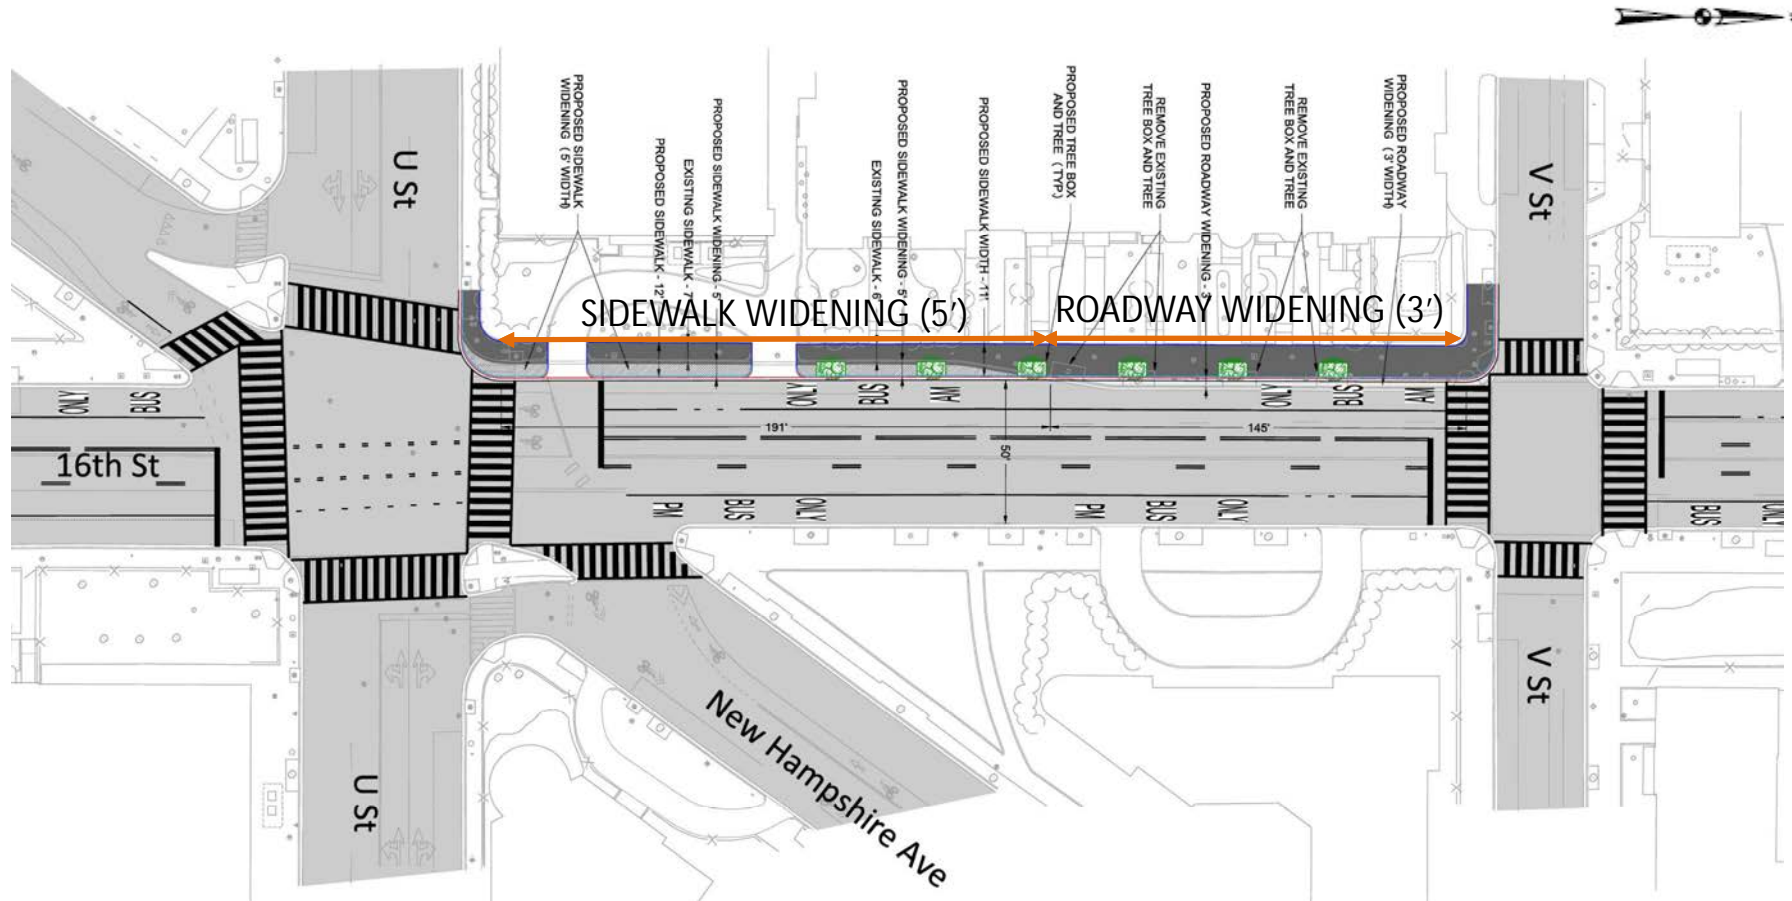 PROPOSED SIDEWALK
WIDENING (5' WIDTH)
PROPOSED SIDEWALK - 12'
EXISTING SIDEWALK - 7'
PROPOSED SIDEWALK WIDENING - 5'
EXISTING SIDEWALK - 6'
PROPOSED SIDEWALK WIDENING - 5'
PROPOSED SIDEWALK WIDTH - 11'
PROPOSED TREE BOX
AND TREE (TYP.)
REMOVE EXISTING
TREE BOX AND TREE
PROPOSED ROADWAY WIDENING - 3'
REMOVE EXISTING
TREE BOX AND TREE
PROPOSED ROADWAY
WIDENING (3' WIDTH)
U St
V St
SIDEWALK WIDENING (5')
ROADWAY WIDENING (3')
ONLY
BUS
ONLY
BUS
AM
ONLY
BUS
AM
191'
145'
50'
16th St
PM
BUS
ONLY
PM
BUS
ONLY
BUS
ONLY
U St
New Hampshire Ave
V St